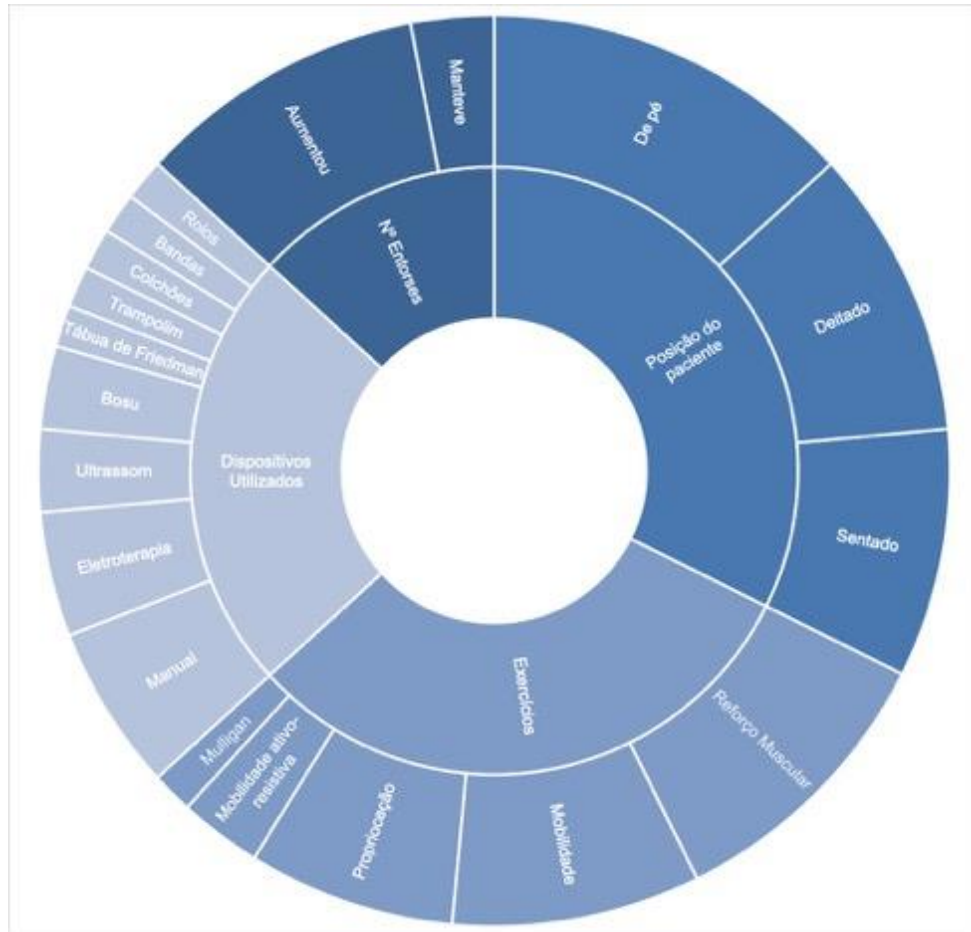 De pé
Deitado
Sentado
Posição do
paciente
Reforço Muscular
Mobilidade
Propriocação
Mobilidade ativo-
resistiva
Mulligan
Exercícios
Manual
Eletroterapia
Ultrassom
Bosu
Tábua de Friedman
Trampolim
Colchões
Bandas
Rolos
Dispositivos
Utilizados
Aumentou
Manteve
Nº Entorses